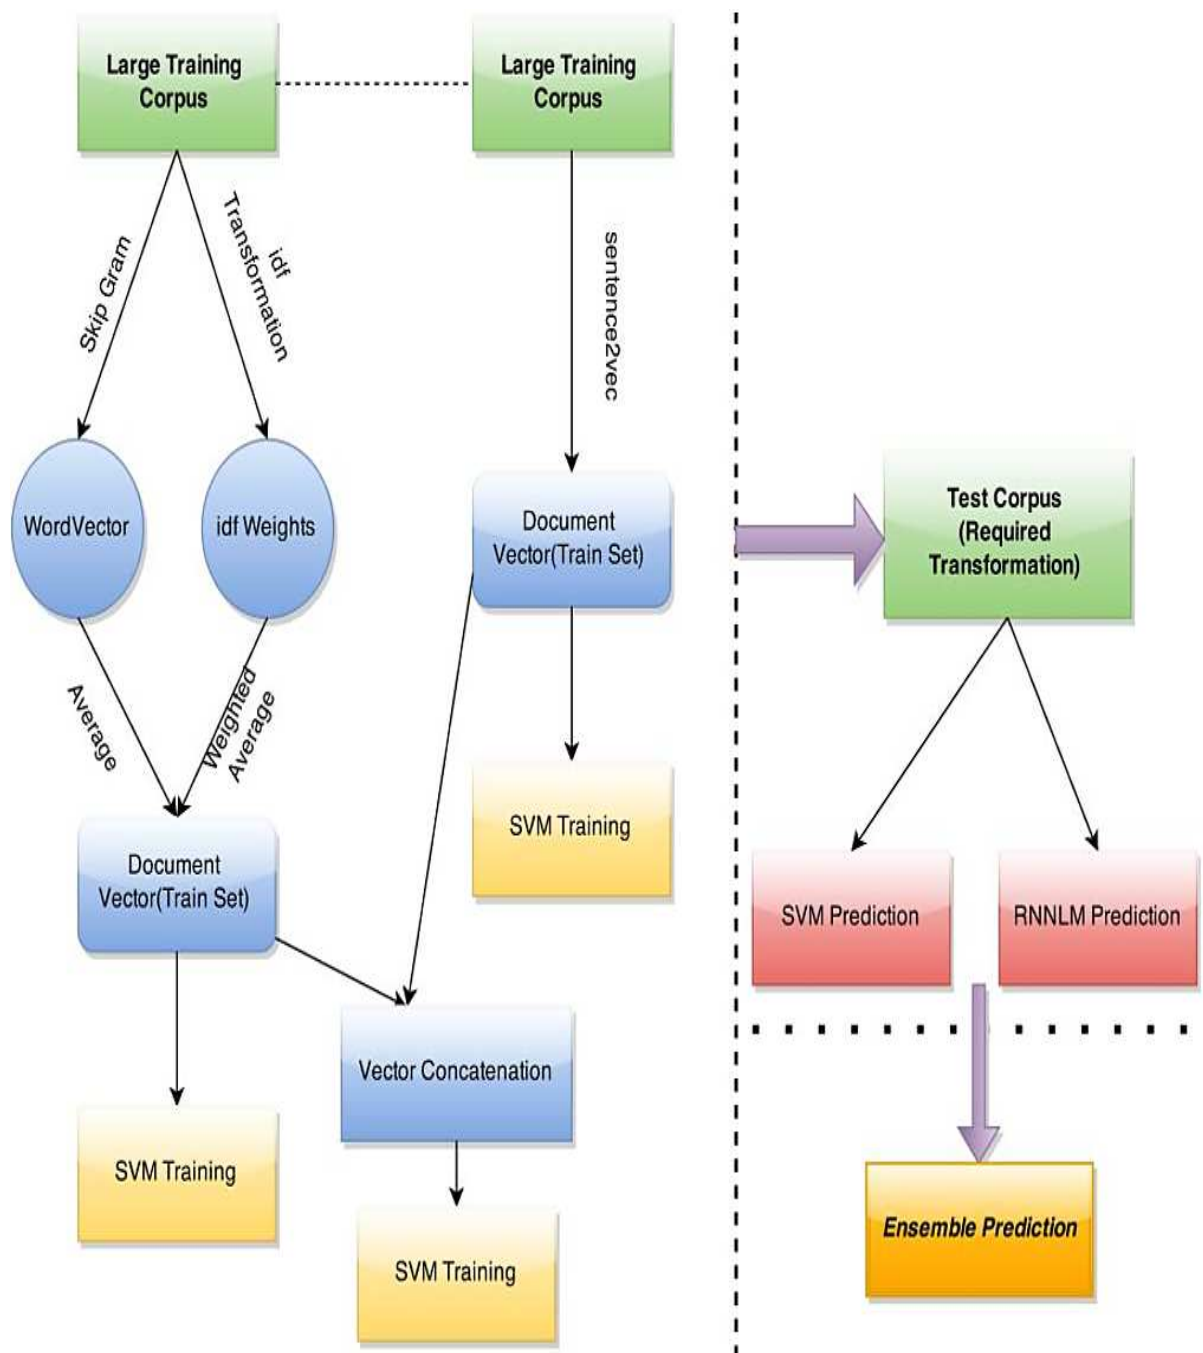 Large Training
Corpus
Large Training
Corpus
Skip Gram
idf
Transformation
sentence2vec
WordVector
idf Weights
Document
Vector(Train Set)
Test Corpus
(Required
Transformation)
Average
Weighted
Average
SVM Training
Document
Vector(Train Set)
SVM Prediction
RNNLM Prediction
Vector Concatenation
SVM Training
Ensemble Prediction
SVM Training